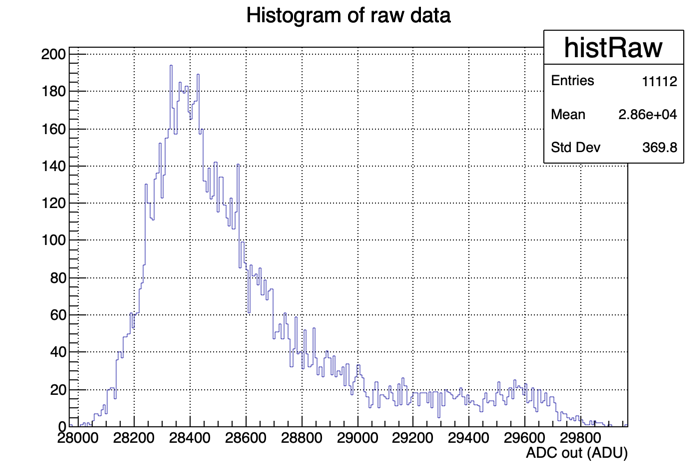 Histogram of raw data
histRaw
Entries 11112
Mean 2.86e+04
Std Dev 369.8
200
180
160
140
120
100
80
60
40
20
0
28000 28200 28400 28600 28800 29000 29200 29400 29600 29800
ADC out (ADU)